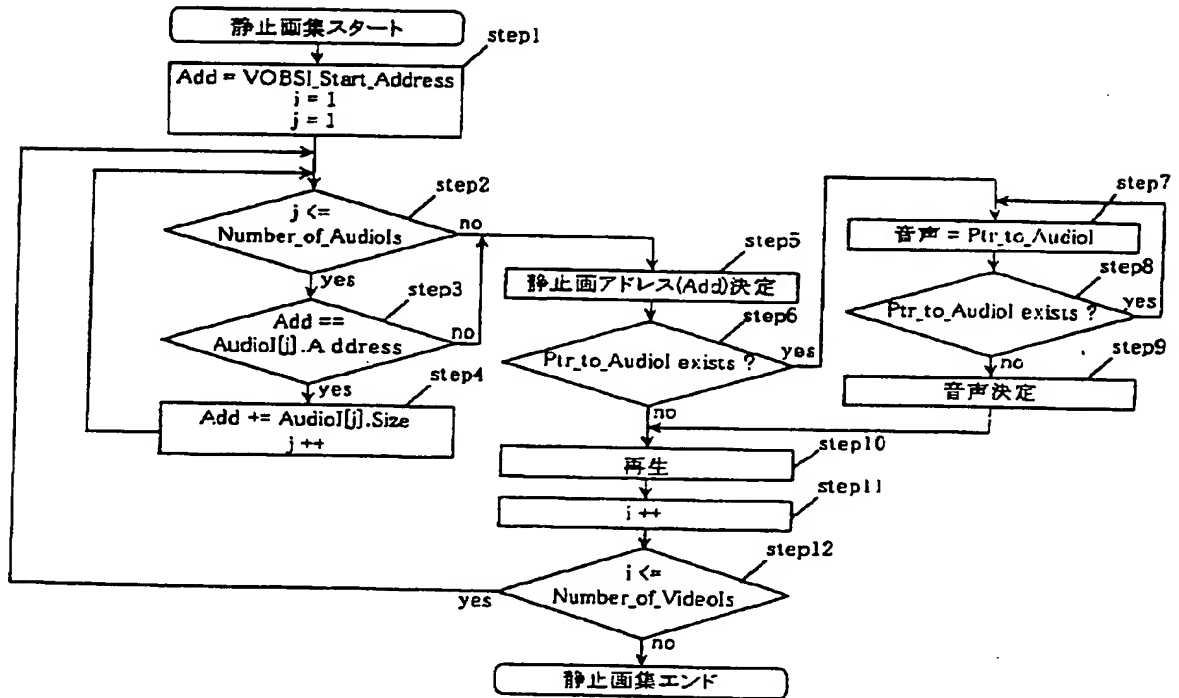 静止画集スタート
step1
Add = VOBSI_Start_Address
i = 1
j = 1
step2
j <=
Number_of_AudioIs
no
yes
step3
Add ==
AudioI[j].Address
no
yes
step4
Add += AudioI[j].Size
j ++
step5
静止画アドレス(Add)決定
step6
Ptr_to_AudioI exists ?
yes
no
step7
音声 = Ptr_to_AudioI
step8
Ptr_to_AudioI exists ?
yes
no
step9
音声決定
step10
再生
step11
i ++
step12
i <=
Number_of_VideoIs
yes
no
静止画集エンド